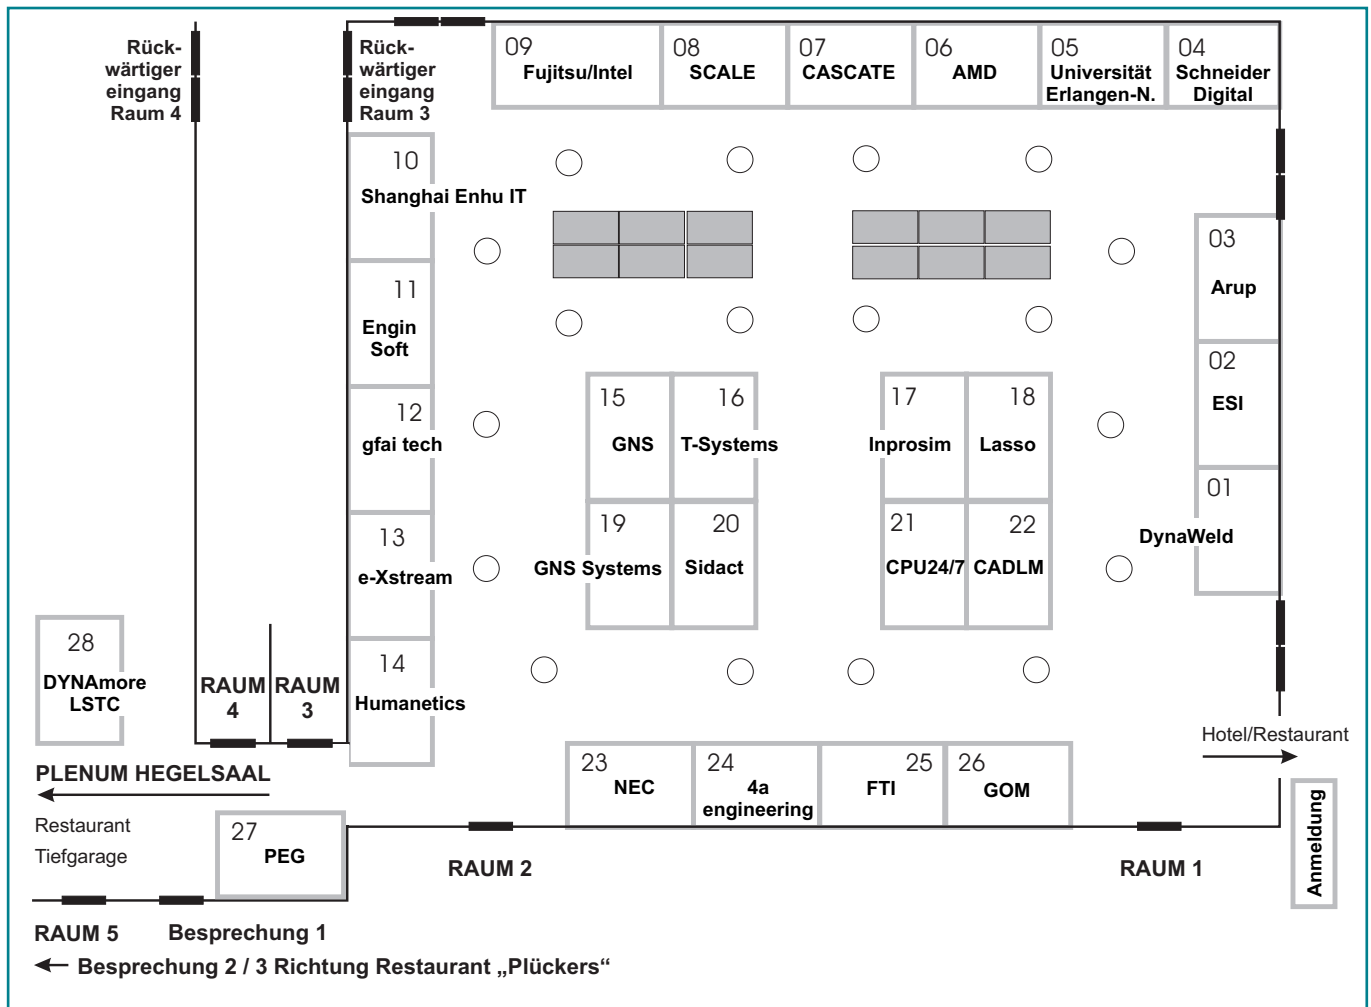 Rück-
wärtiger
eingang
Raum 4
Rück-
wärtiger
eingang
Raum 3
09
Fujitsu/Intel
08
SCALE
07
CASCATE
06
AMD
05
Universität
Erlangen-N.
04
Schneider
Digital
10
Shanghai Enhu IT
03
Arup
11
Engin
Soft
02
ESI
12
gfai tech
15
GNS
16
T-Systems
17
Inprosim
18
Lasso
01
DynaWeld
13
e-Xstream
19
GNS Systems
20
Sidact
21
CPU24/7
22
CADLM
28
DYNAmore
LSTC
RAUM
4
RAUM
3
14
Humanetics
Hotel/Restaurant
PLENUM HEGELSAAL
23
NEC
24
4a
engineering
25
FTI
26
GOM
Anmeldung
Restaurant
Tiefgarage
27
PEG
RAUM 2
RAUM 1
RAUM 5
Besprechung 1
Besprechung 2 / 3 Richtung Restaurant „Plückers“